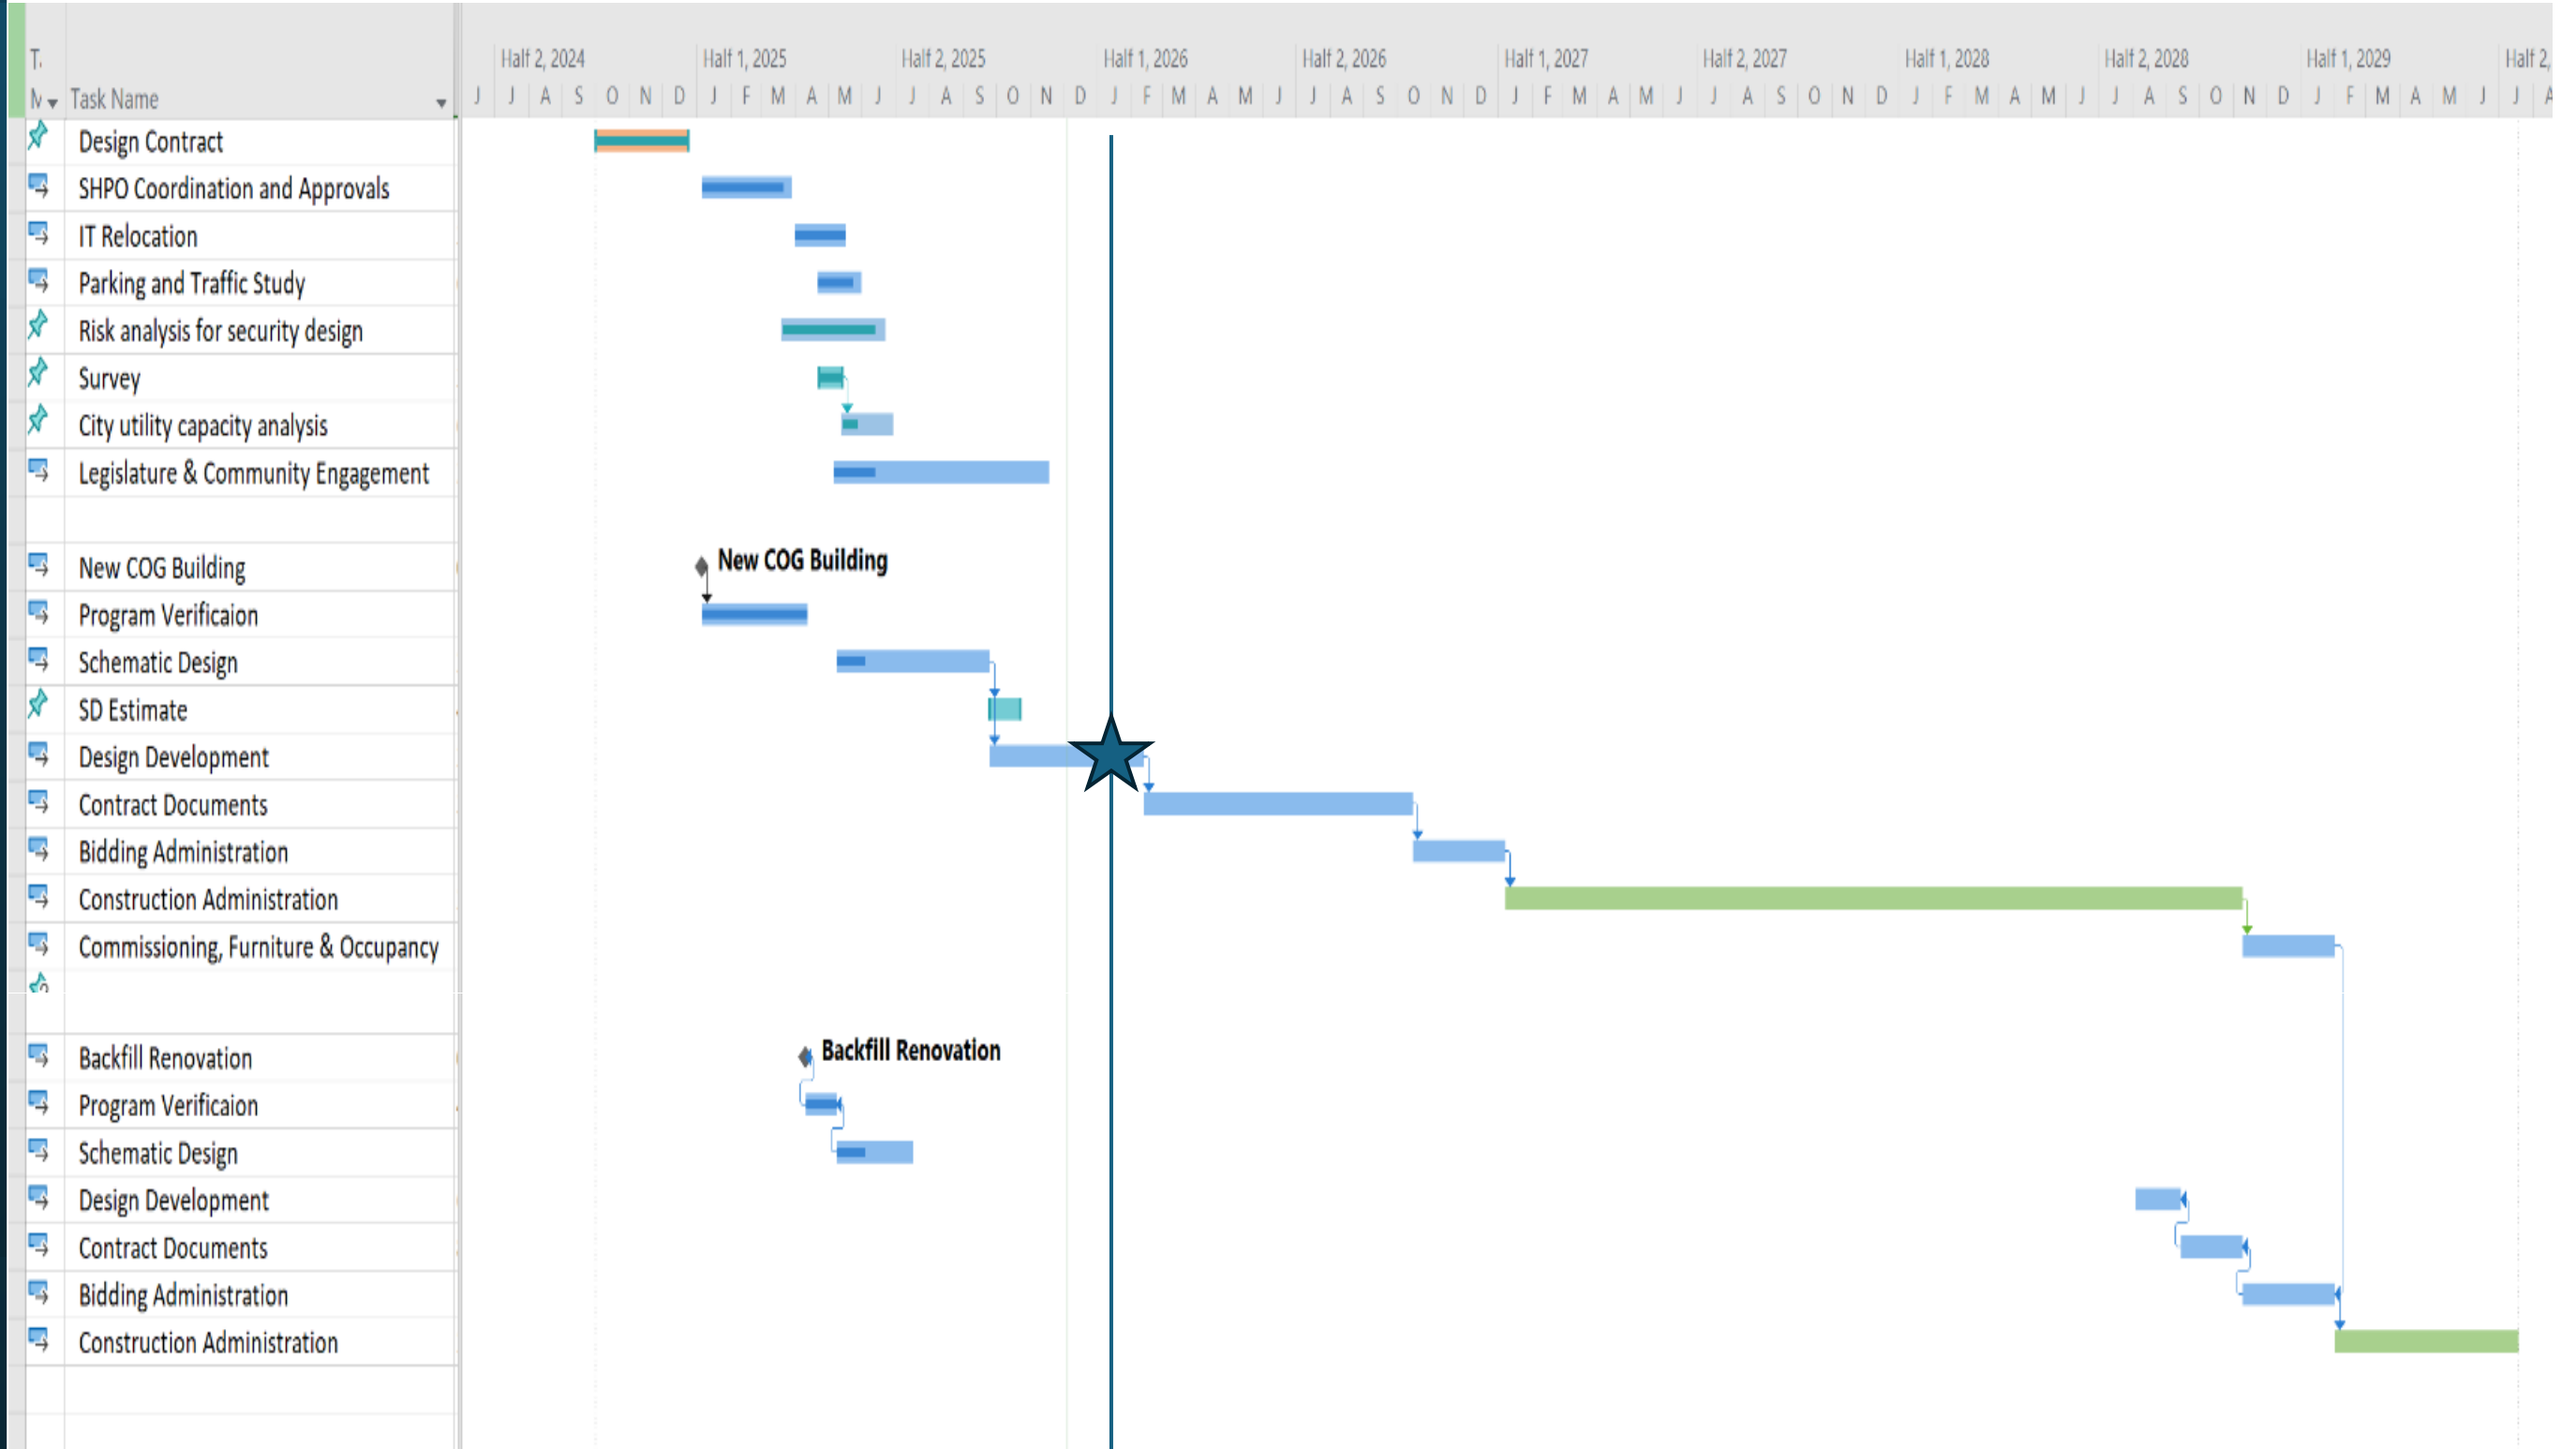 Half 2, 2024 Half 1, 2025 Half 2, 2025 Half 1, 2026 Half 2, 2026 Half 1, 2027 Half 2, 2027 Half 1, 2028 Half 2, 2028 Half 1, 2029 Half 2,
T.
M Task Name J J A S O N D J F M A M J J A S O N D J F M A M J J A S O N D J F M A M J J A S O N D J F M A M J J A S O N D J F M A M J J A
Design Contract
SHPO Coordination and Approvals
IT Relocation
Parking and Traffic Study
Risk analysis for security design
Survey
City utility capacity analysis
Legislature & Community Engagement
New COG Building New COG Building
Program Verificaion
Schematic Design
SD Estimate
Design Development
Contract Documents
Bidding Administration
Construction Administration
Commissioning, Furniture & Occupancy
Backfill Renovation Backfill Renovation
Program Verificaion
Schematic Design
Design Development
Contract Documents
Bidding Administration
Construction Administration